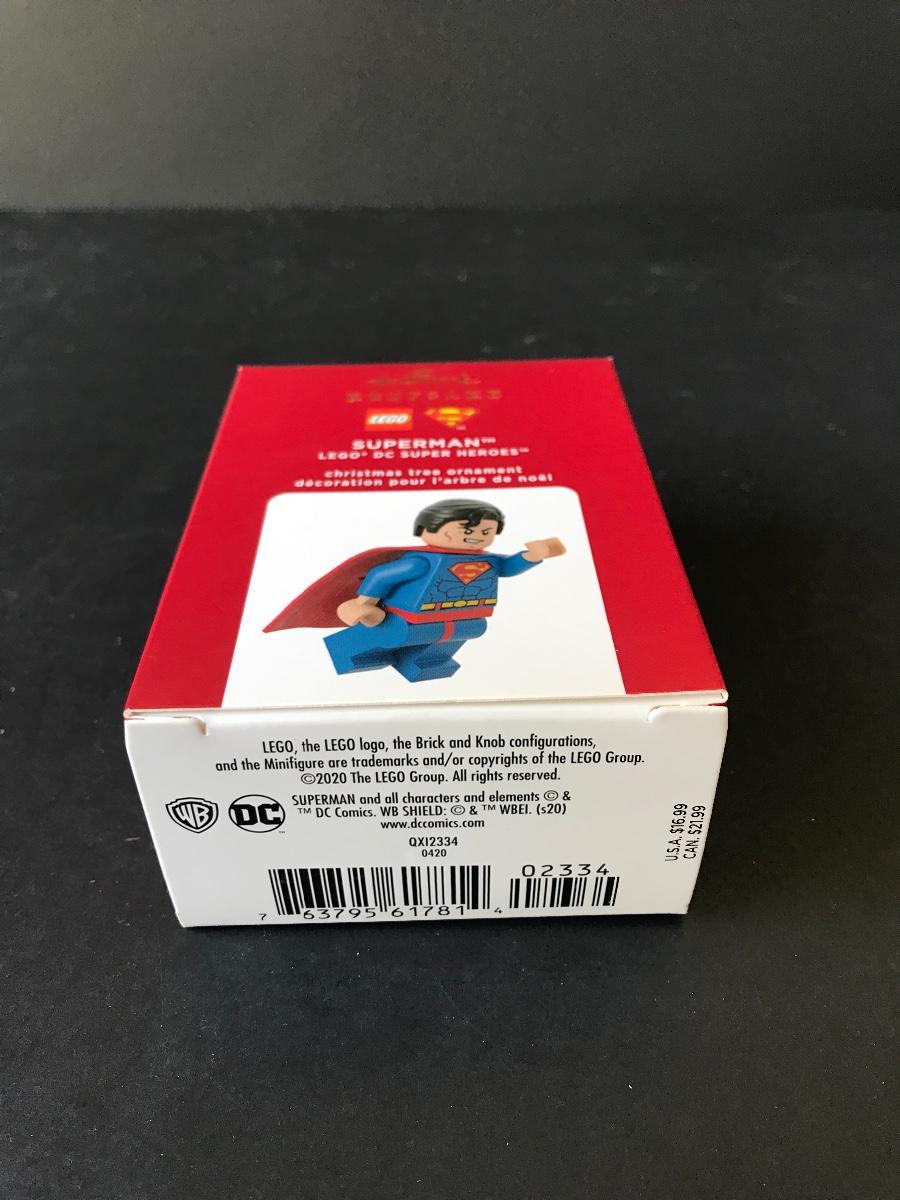 KEEPSAKE
LEGO
SUPERMAN™
LEGO® DC SUPER HEROES™
christmas tree ornament
décoration pour l'arbre de noël
LEGO, the LEGO logo, the Brick and Knob configurations,
and the Minifigure are trademarks and/or copyrights of the LEGO Group.
©2020 The LEGO Group. All rights reserved.
WB DC™
SUPERMAN and all characters and elements © &
™ DC Comics. WB SHIELD: © & ™ WBEI. (s20)
www.dccomics.com
QXI2334
0420
U.S.A. $16.99
CAN. $21.99
02334
7 63795 61781 4